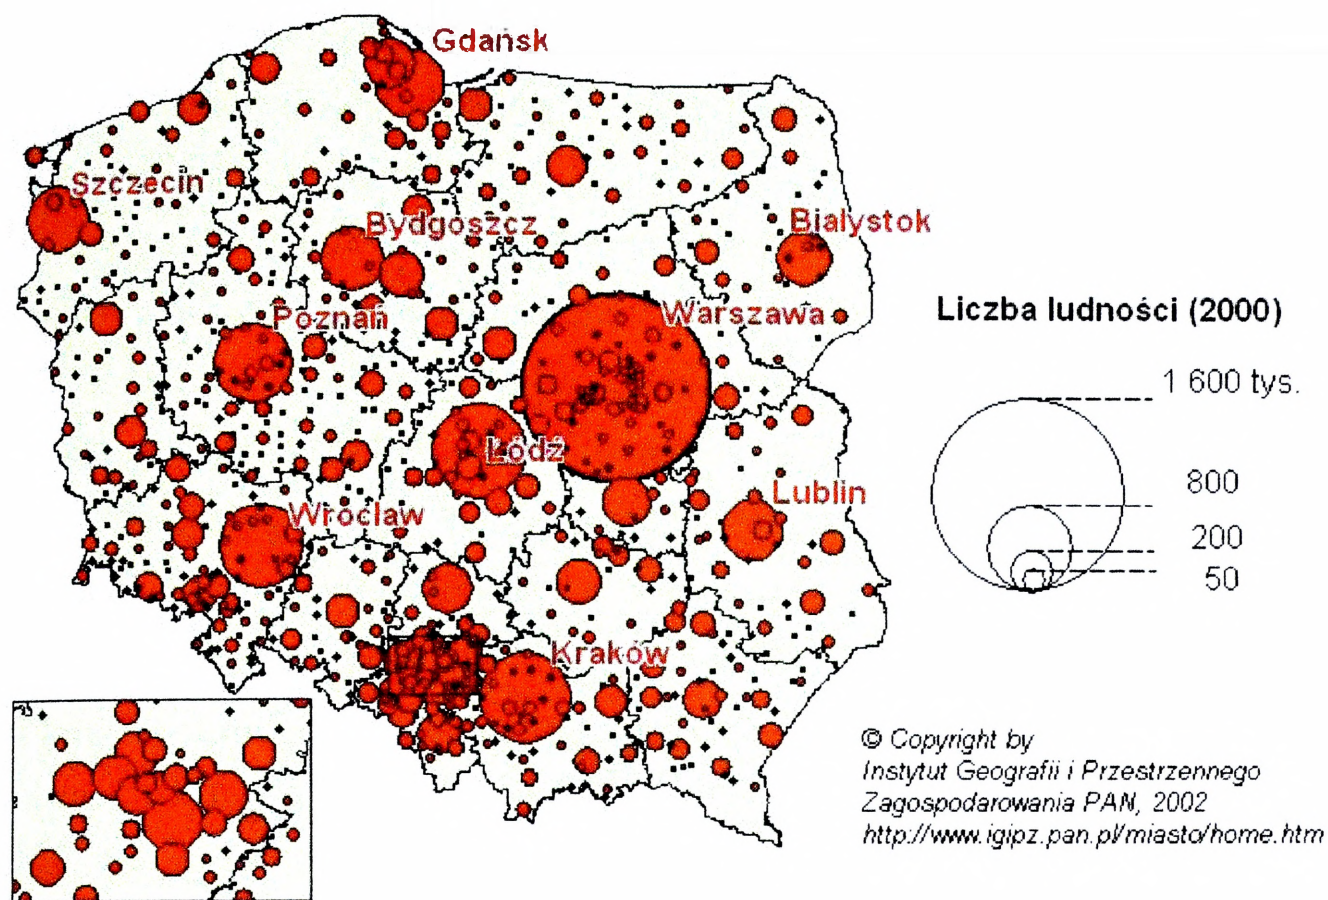 Gdańsk
Szczecin
Bydgoszcz
Białystok
Poznań
Warszawa
Liczba ludności (2000)
1 600 tys.
800
200
50
Łódź
Lublin
Wrocław
Kraków
© Copyright by
Instytut Geografii i Przestrzennego
Zagospodarowania PAN, 2002
http://www.igipz.pan.pl/miasto/home.htm